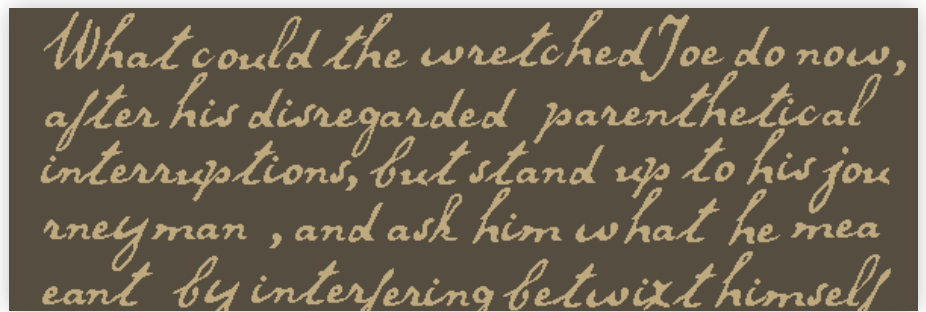 What could the wretched Joe do now,
after his disregarded parenthetical
interruptions, but stand up to his jou
rneyman , and ask him what he mea
eant by interfering betwixt himself